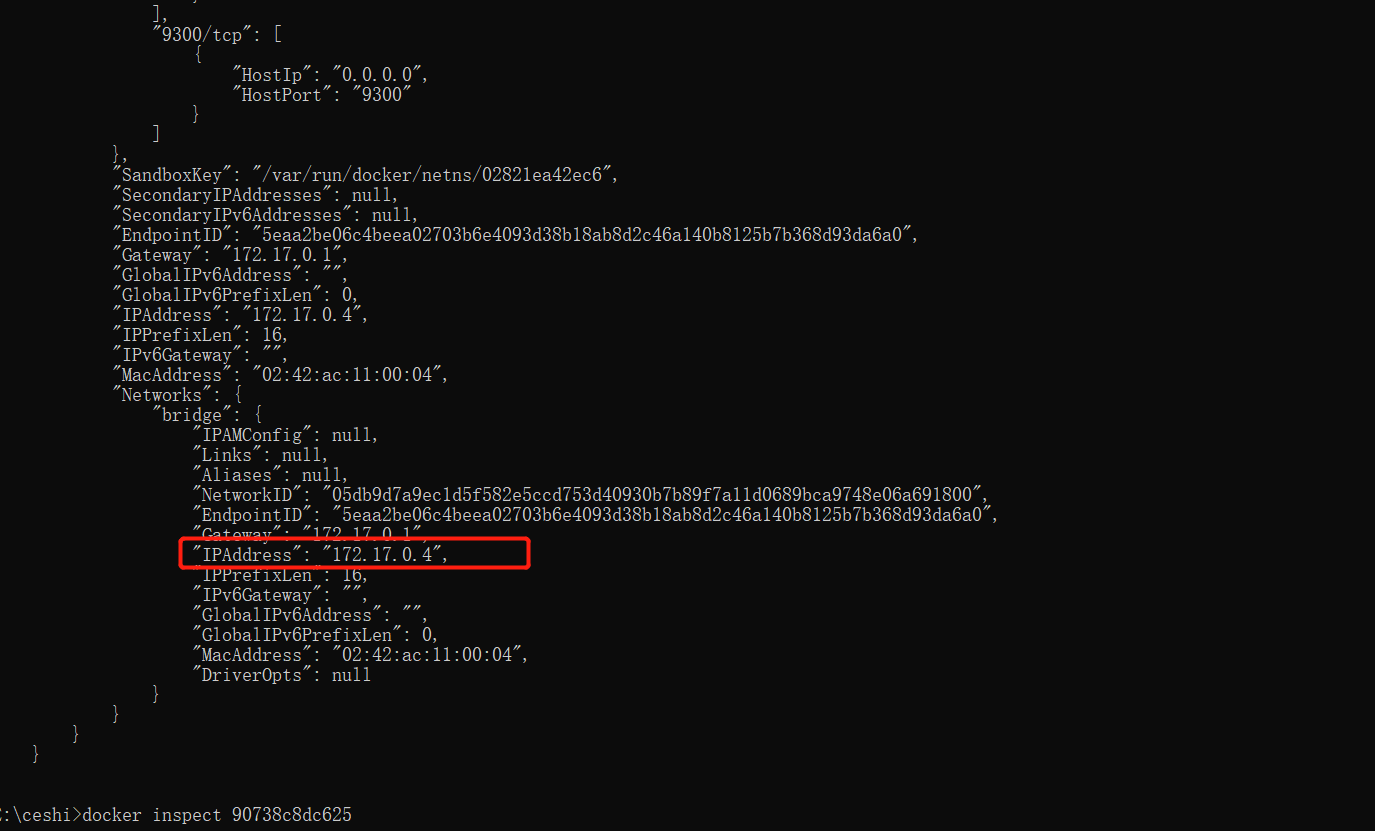 ],
"9300/tcp": [
{
"HostIp": "0.0.0.0",
"HostPort": "9300"
}
]
},
"SandboxKey": "/var/run/docker/netns/02821ea42ec6",
"SecondaryIPAddresses": null,
"SecondaryIPv6Addresses": null,
"EndpointID": "5eaa2be06c4beea02703b6e4093d38b18ab8d2c46a140b8125b7b368d93da6a0",
"Gateway": "172.17.0.1",
"GlobalIPv6Address": "",
"GlobalIPv6PrefixLen": 0,
"IPAddress": "172.17.0.4",
"IPPrefixLen": 16,
"IPv6Gateway": "",
"MacAddress": "02:42:ac:11:00:04",
"Networks": {
"bridge": {
"IPAMConfig": null,
"Links": null,
"Aliases": null,
"NetworkID": "05db9d7a9ec1d5f582e5ccd753d40930b7b89f7a11d0689bca9748e06a691800",
"EndpointID": "5eaa2be06c4beea02703b6e4093d38b18ab8d2c46a140b8125b7b368d93da6a0",
"Gateway": "172.17.0.1",
"IPAddress": "172.17.0.4",
"IPPrefixLen": 16,
"IPv6Gateway": "",
"GlobalIPv6Address": "",
"GlobalIPv6PrefixLen": 0,
"MacAddress": "02:42:ac:11:00:04",
"DriverOpts": null
}
}
}
}
:\ceshi>docker inspect 90738c8dc625